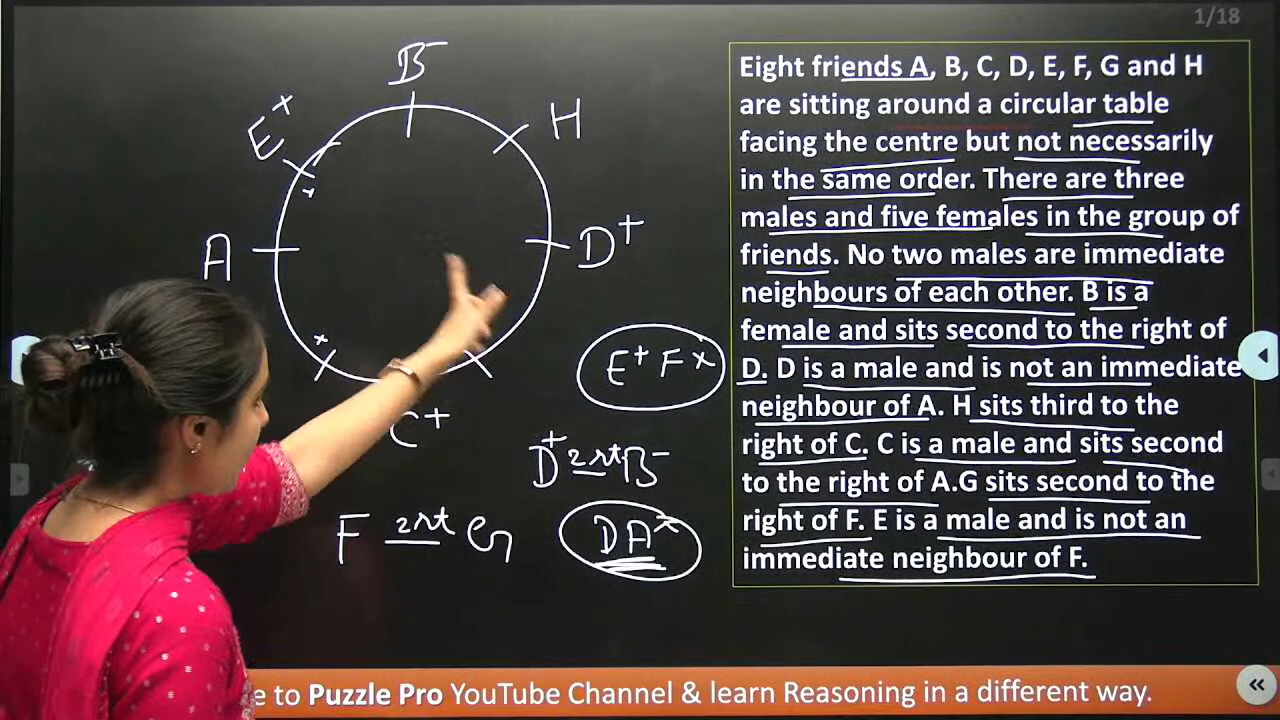 1/18
Eight friends A, B, C, D, E, F, G and H
are sitting around a circular table
facing the centre but not necessarily
in the same order. There are three
males and five females in the group of
friends. No two males are immediate
neighbours of each other. B is a
female and sits second to the right of
D. D is a male and is not an immediate
neighbour of A. H sits third to the
right of C. C is a male and sits second
to the right of A.G sits second to the
right of F. E is a male and is not an
immediate neighbour of F.
B-
H
E+
D+
A
C+
E+ F x
D+ 2rt B-
F 2rt G
DA x
e to Puzzle Pro YouTube Channel & learn Reasoning in a different way.